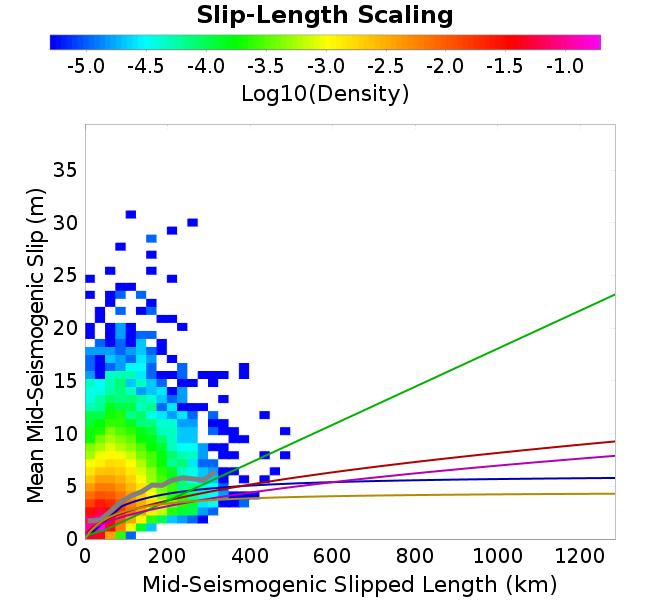 Slip-Length Scaling
-5.0 -4.5 -4.0 -3.5 -3.0 -2.5 -2.0 -1.5 -1.0
Log10(Density)
Mean Mid-Seismogenic Slip (m)
35
30
25
20
15
10
5
0
0 200 400 600 800 1000 1200
Mid-Seismogenic Slipped Length (km)